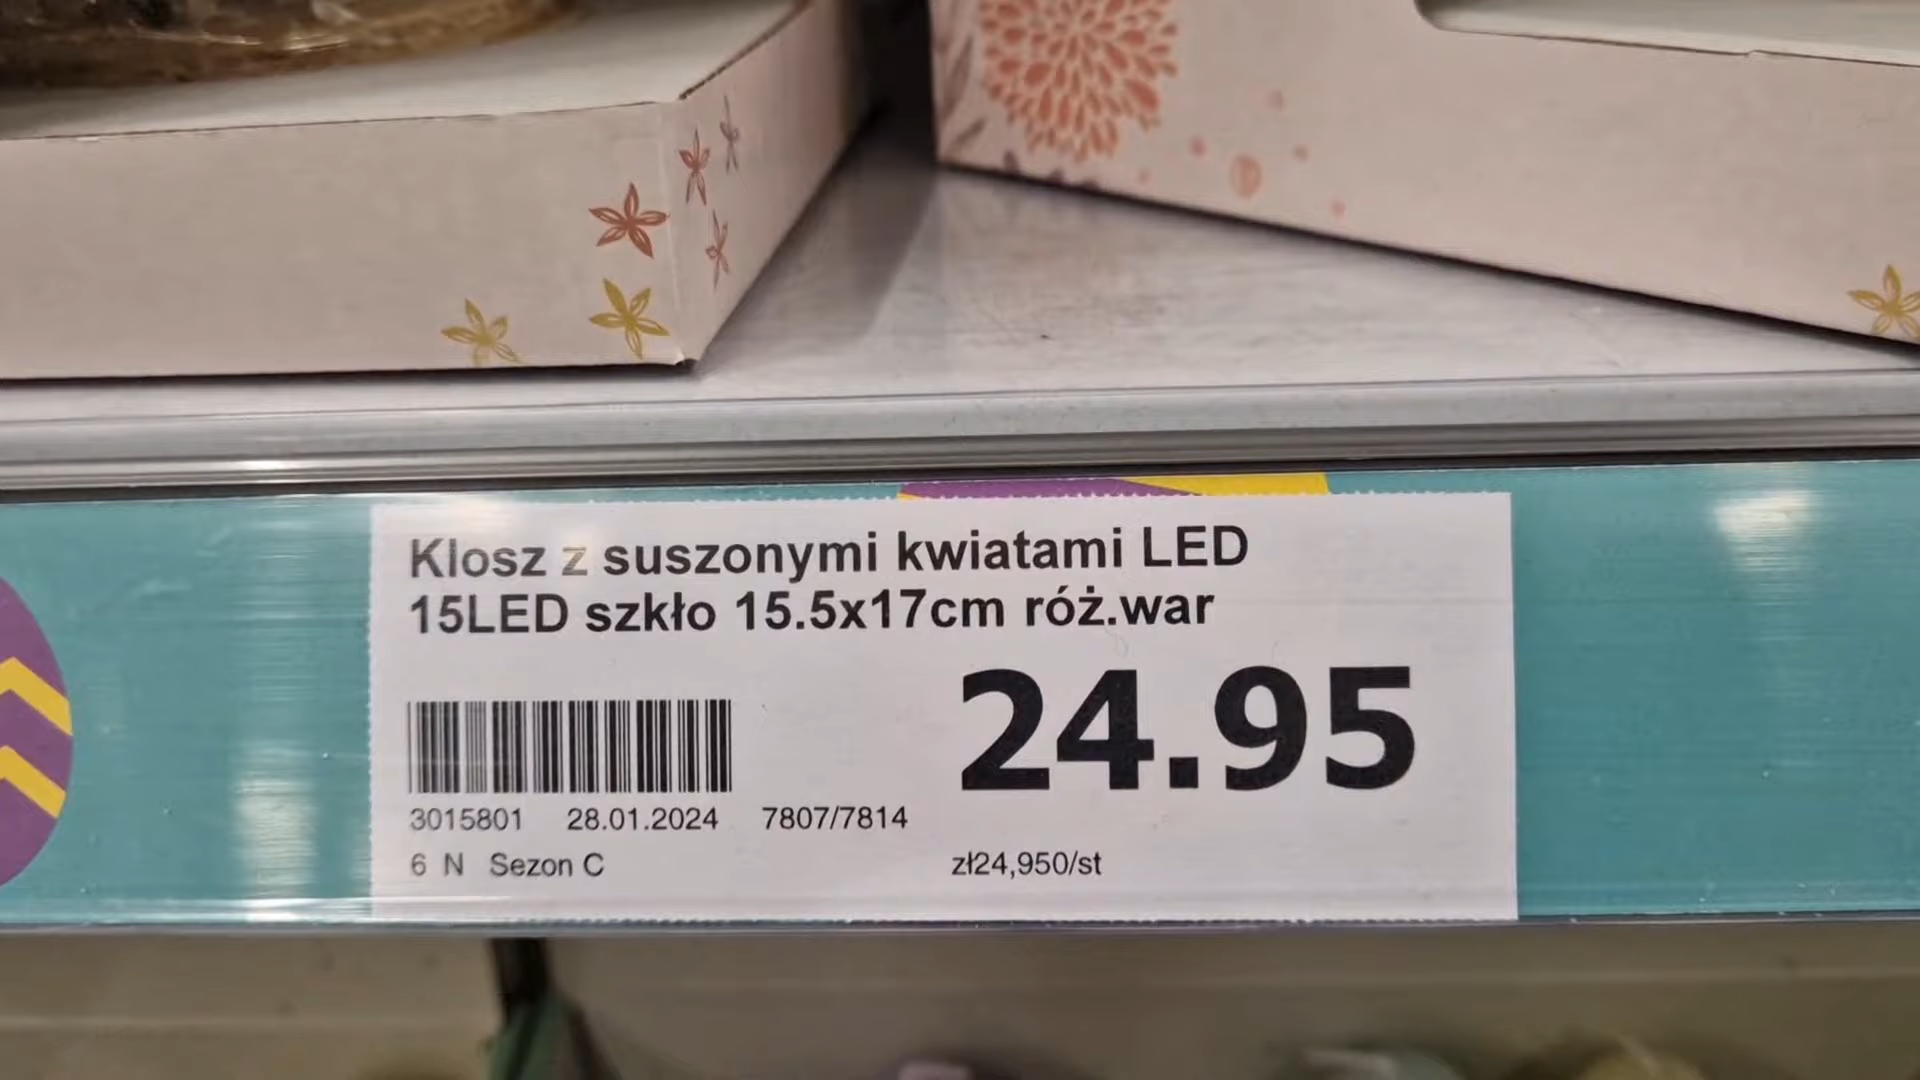 Klosz z suszonymi kwiatami LED
15LED szkło 15.5x17cm róż.war
24.95
3015801 28.01.2024 7807/7814
6 N Sezon C zł24,950/st